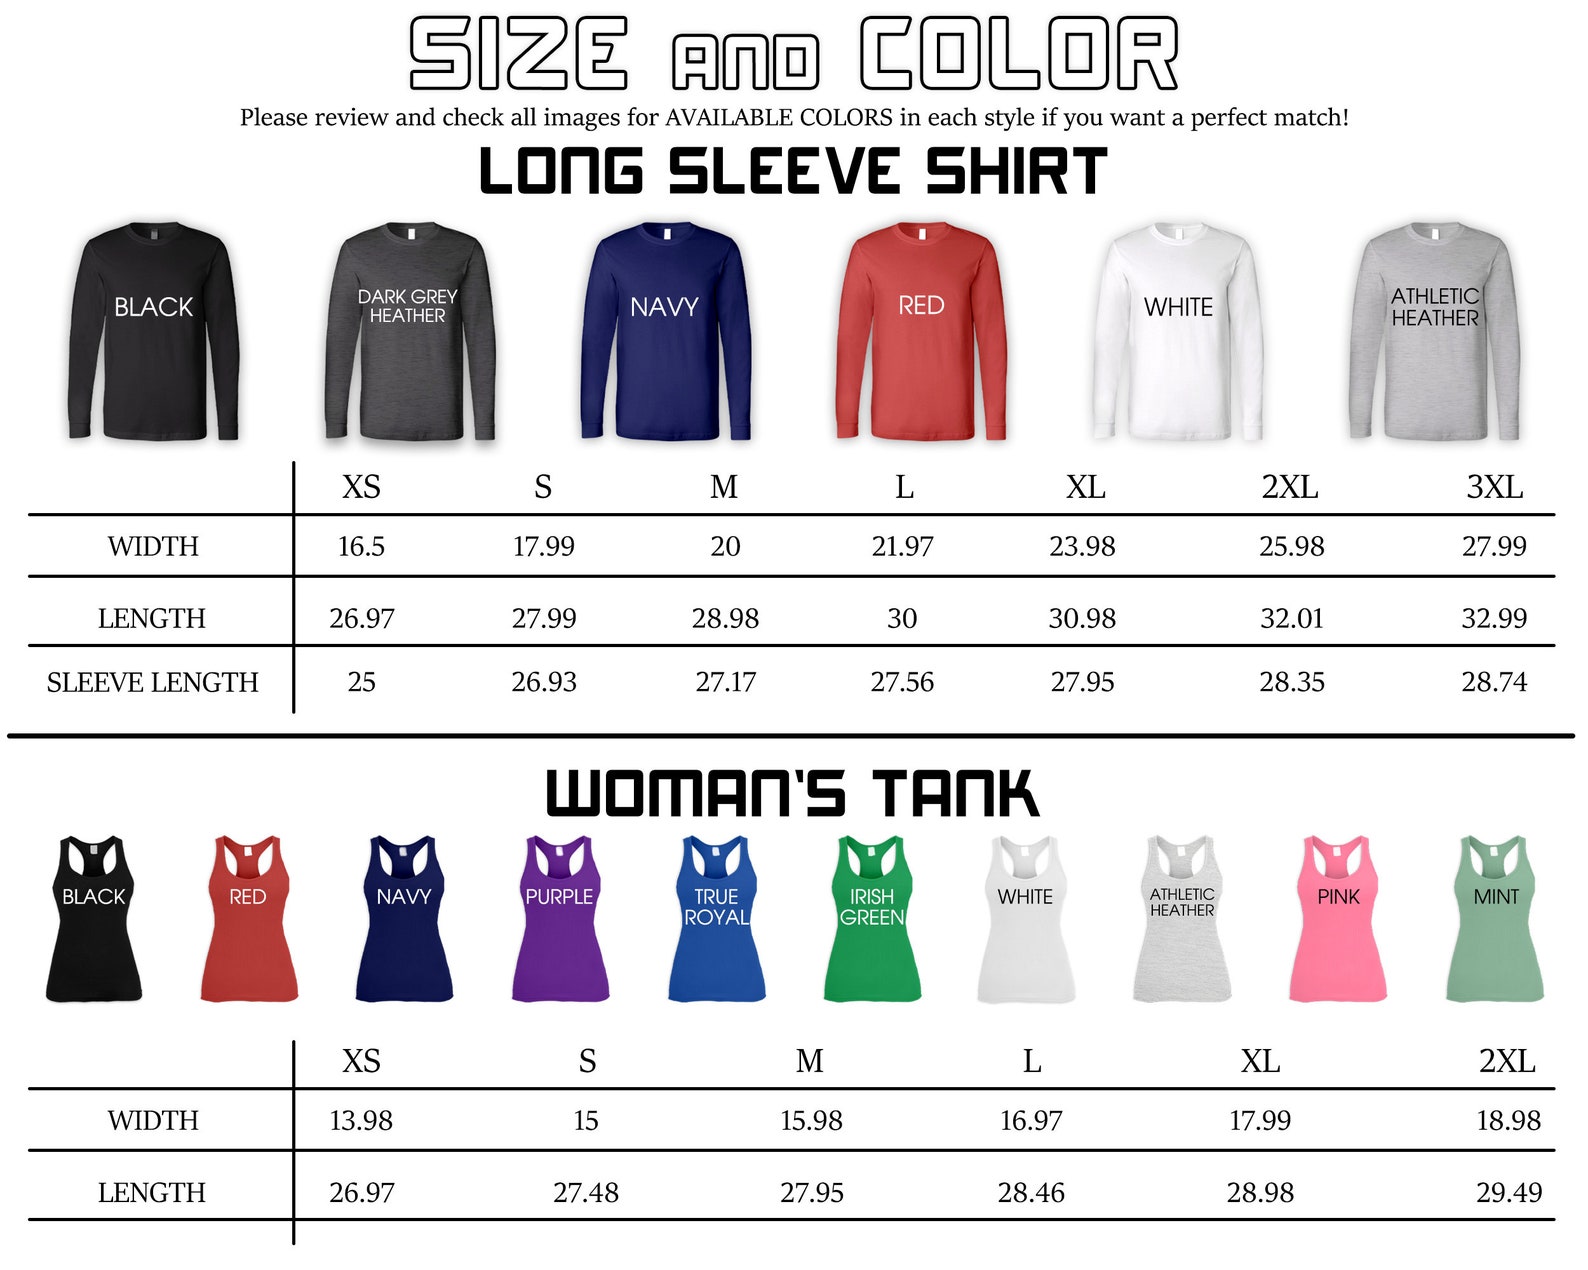 SIZE AND COLOR
Please review and check all images for AVAILABLE COLORS in each style if you want a perfect match!
LONG SLEEVE SHIRT
BLACK
DARK GREY
HEATHER
NAVY
RED
WHITE
ATHLETIC
HEATHER
XS S M L XL 2XL 3XL
WIDTH 16.5 17.99 20 21.97 23.98 25.98 27.99
LENGTH 26.97 27.99 28.98 30 30.98 32.01 32.99
SLEEVE LENGTH 25 26.93 27.17 27.56 27.95 28.35 28.74
WOMAN'S TANK
BLACK
RED
NAVY
PURPLE
TRUE
ROYAL
IRISH
GREEN
WHITE
ATHLETIC
HEATHER
PINK
MINT
XS S M L XL 2XL
WIDTH 13.98 15 15.98 16.97 17.99 18.98
LENGTH 26.97 27.48 27.95 28.46 28.98 29.49